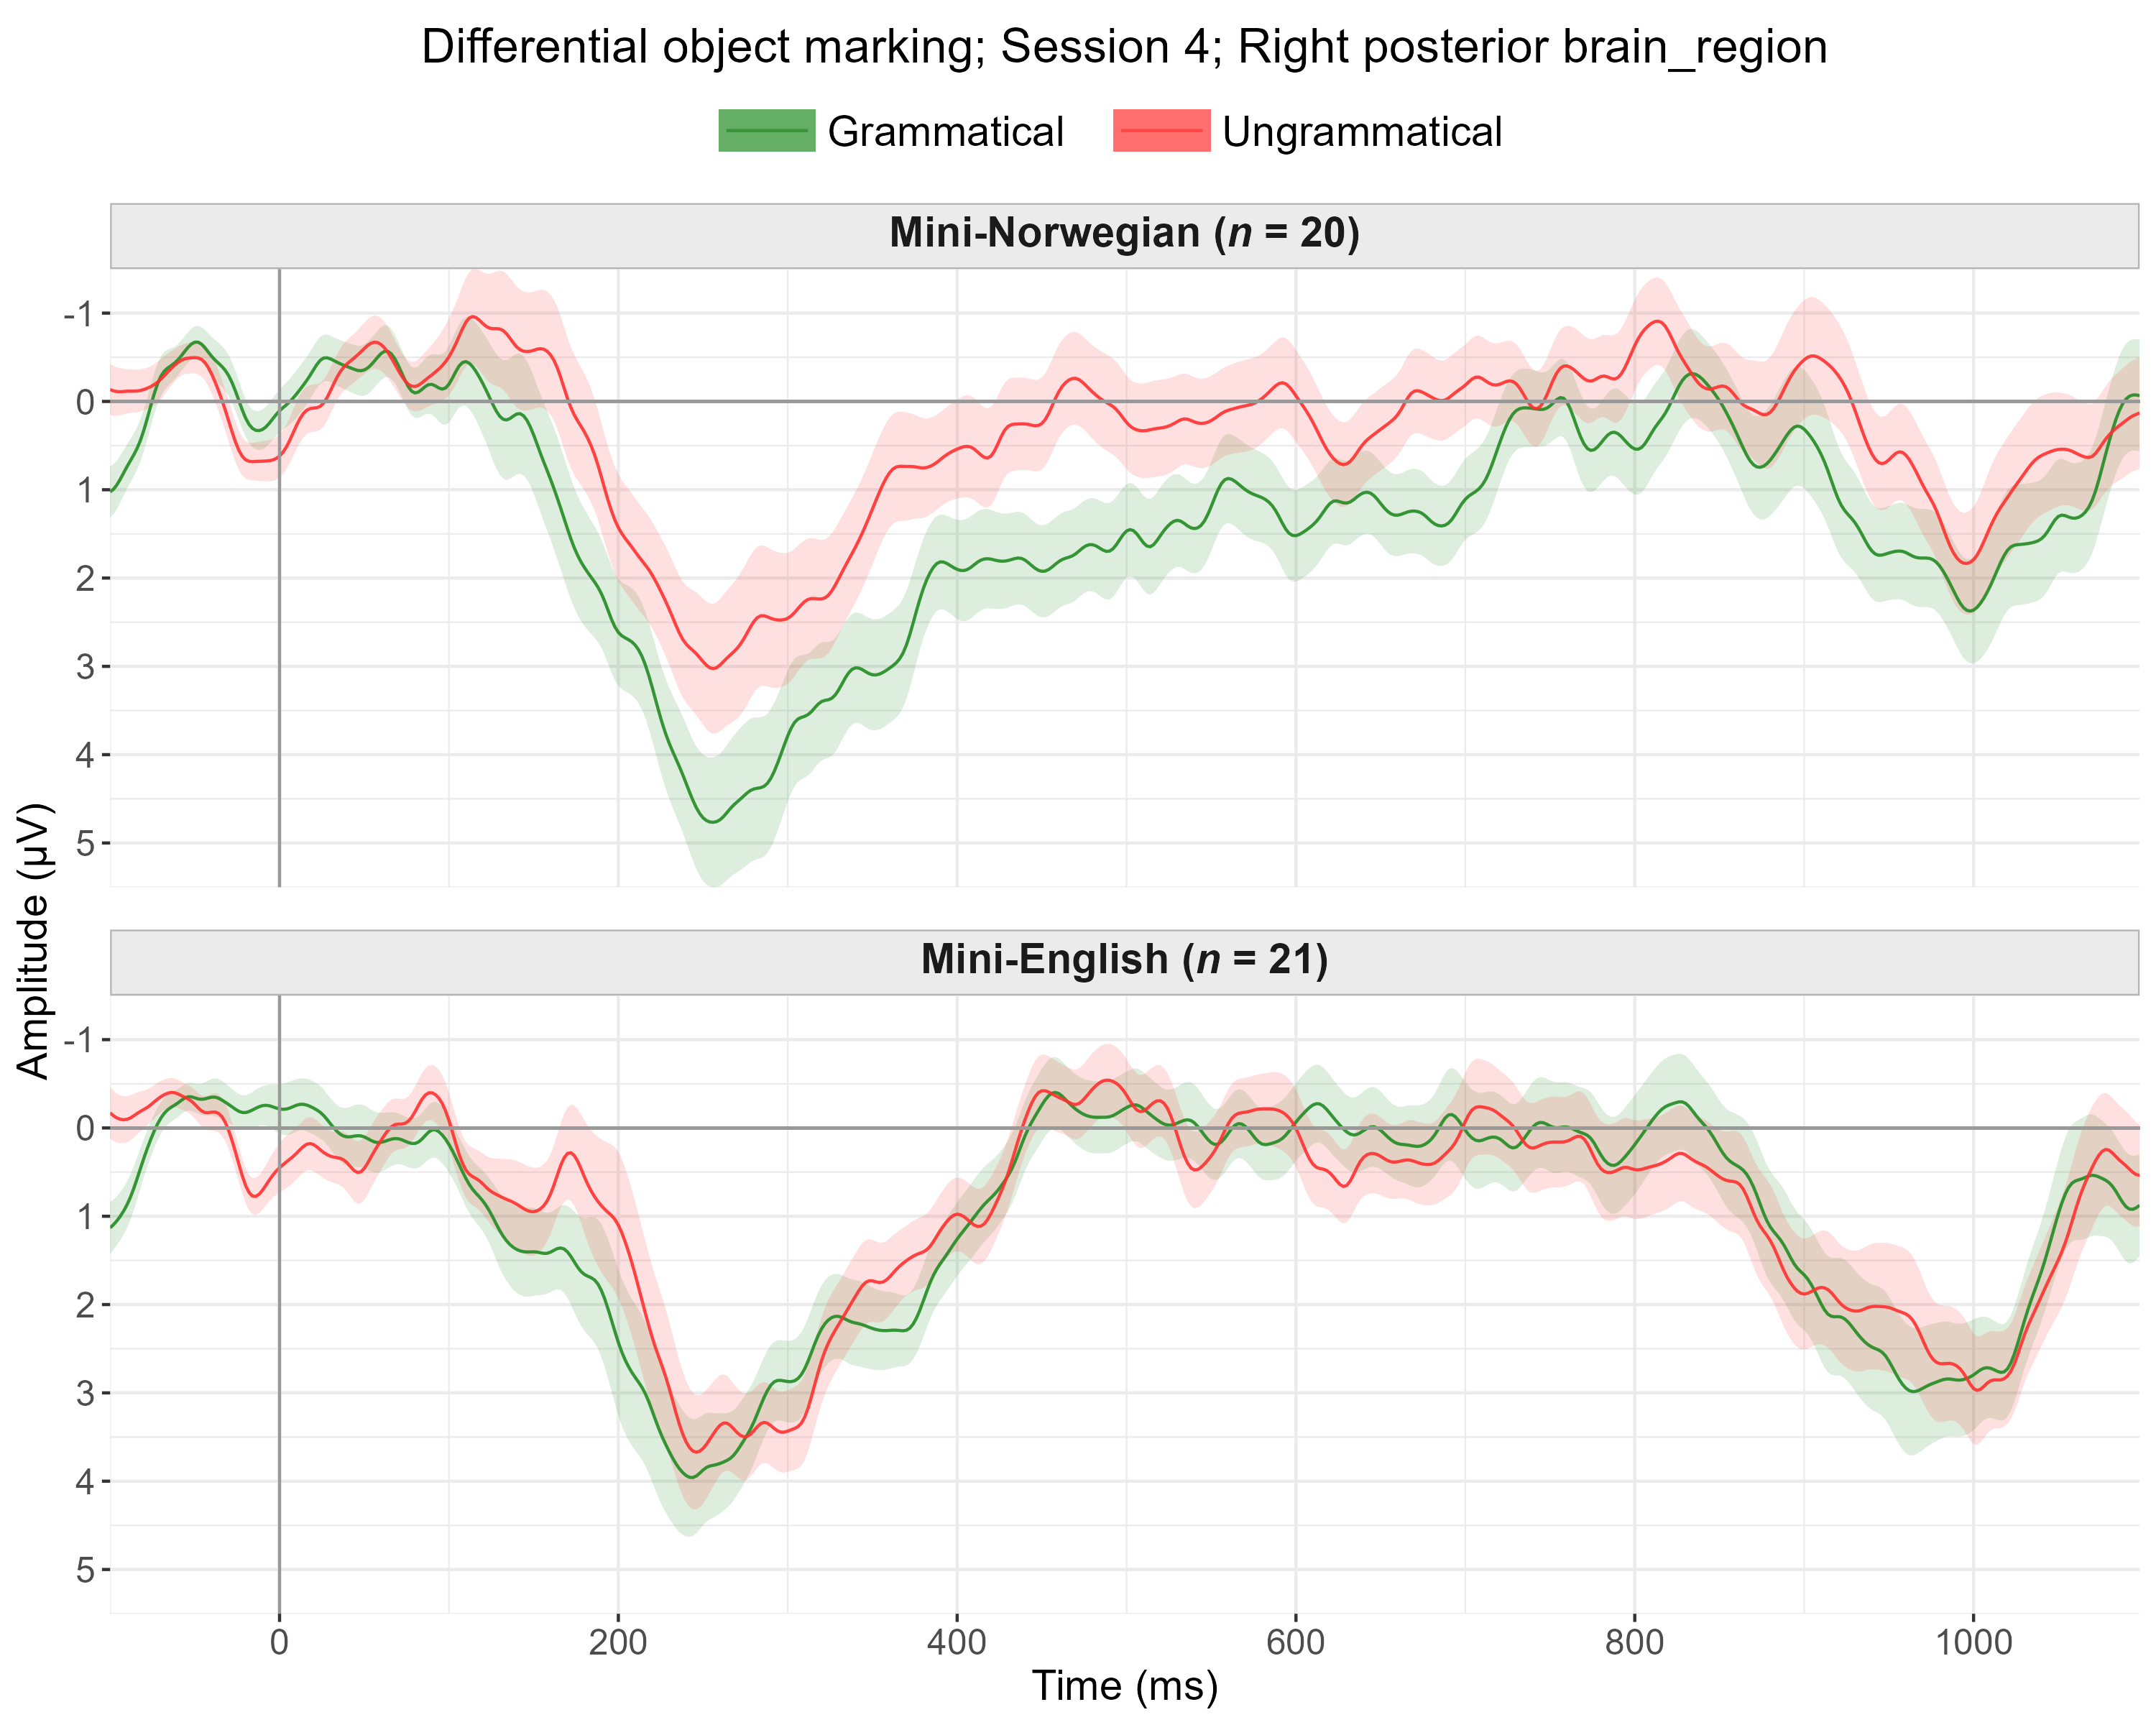 Differential object marking; Session 4; Right posterior brain_region
Grammatical Ungrammatical
Mini-Norwegian (n = 20)
-1
0
1
2
3
4
5
Mini-English (n = 21)
-1
0
1
2
3
4
5
Amplitude (µV)
0 200 400 600 800 1000
Time (ms)